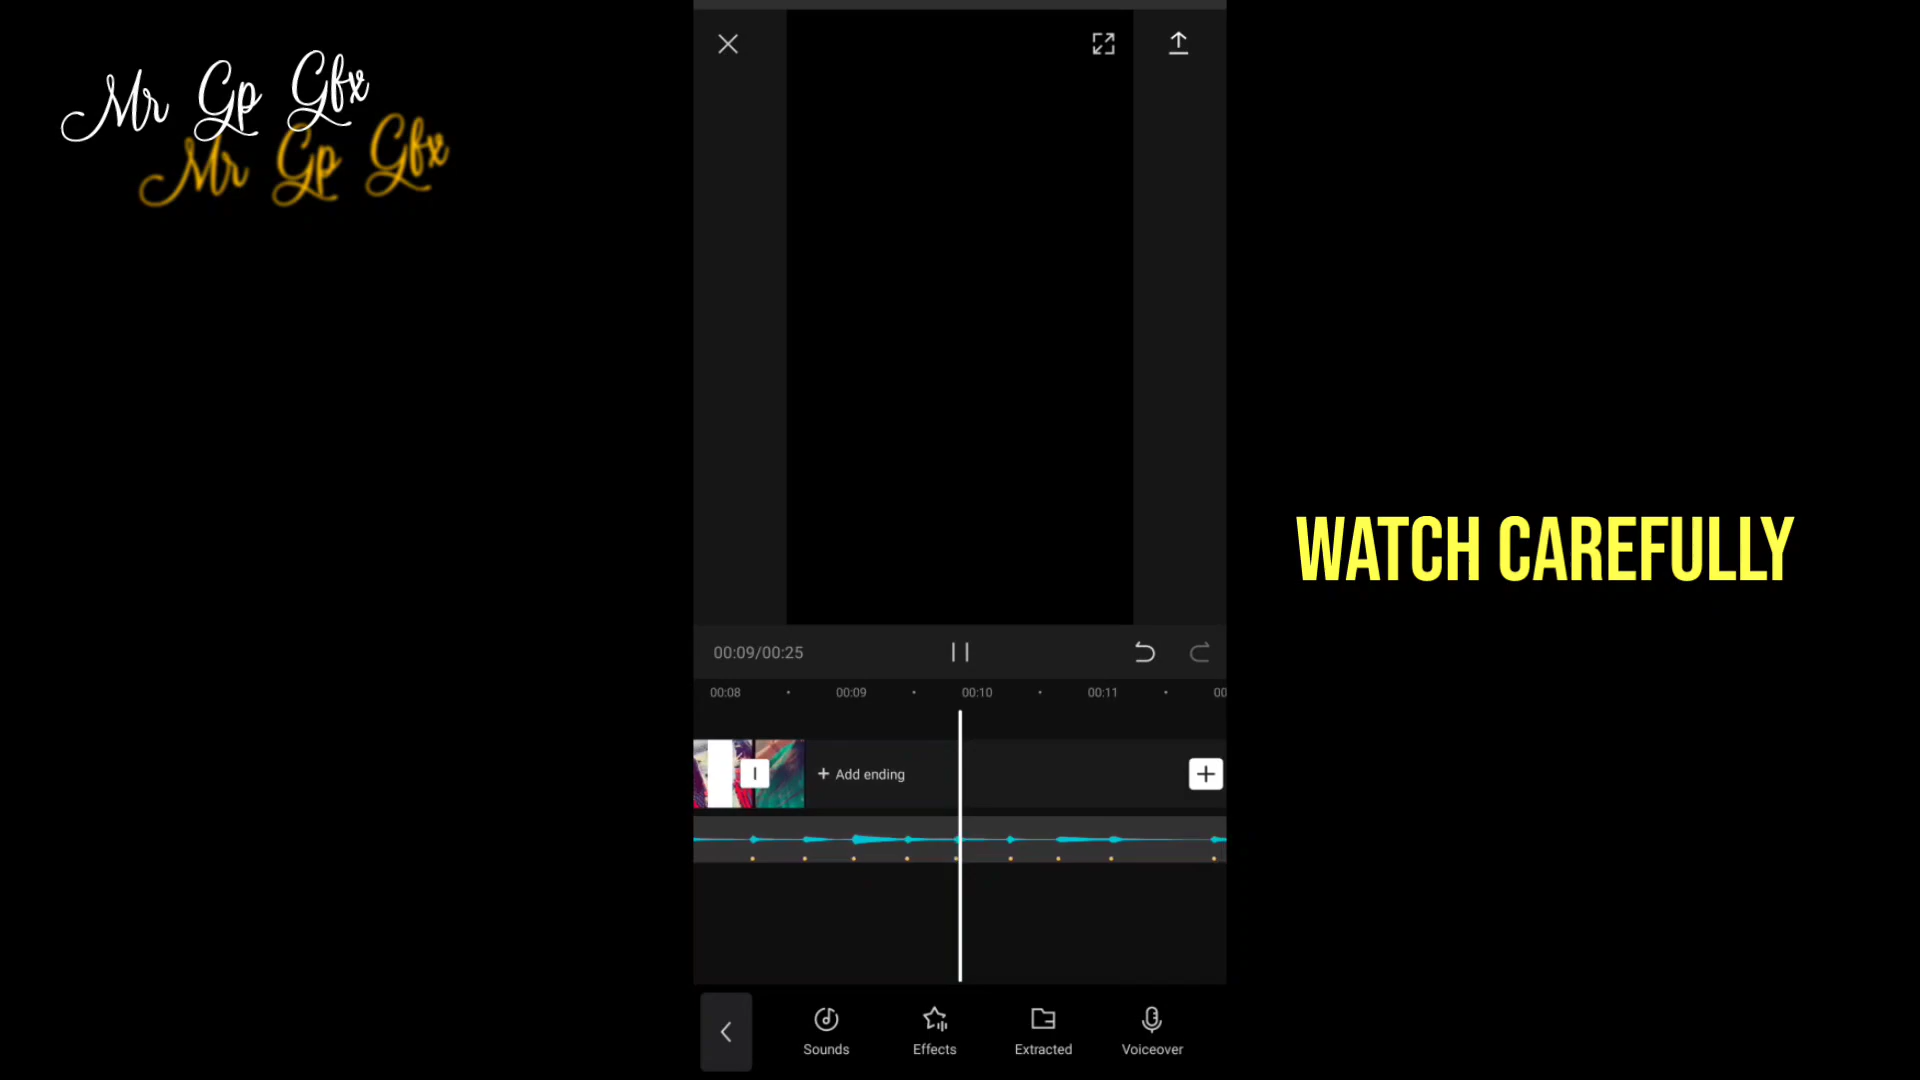 Mr Gp Gfx
Mr Gp Gfx
WATCH CAREFULLY
00:09/00:25
00:08 00:09 00:10 00:11 00
+ Add ending
Sounds Effects Extracted Voiceover